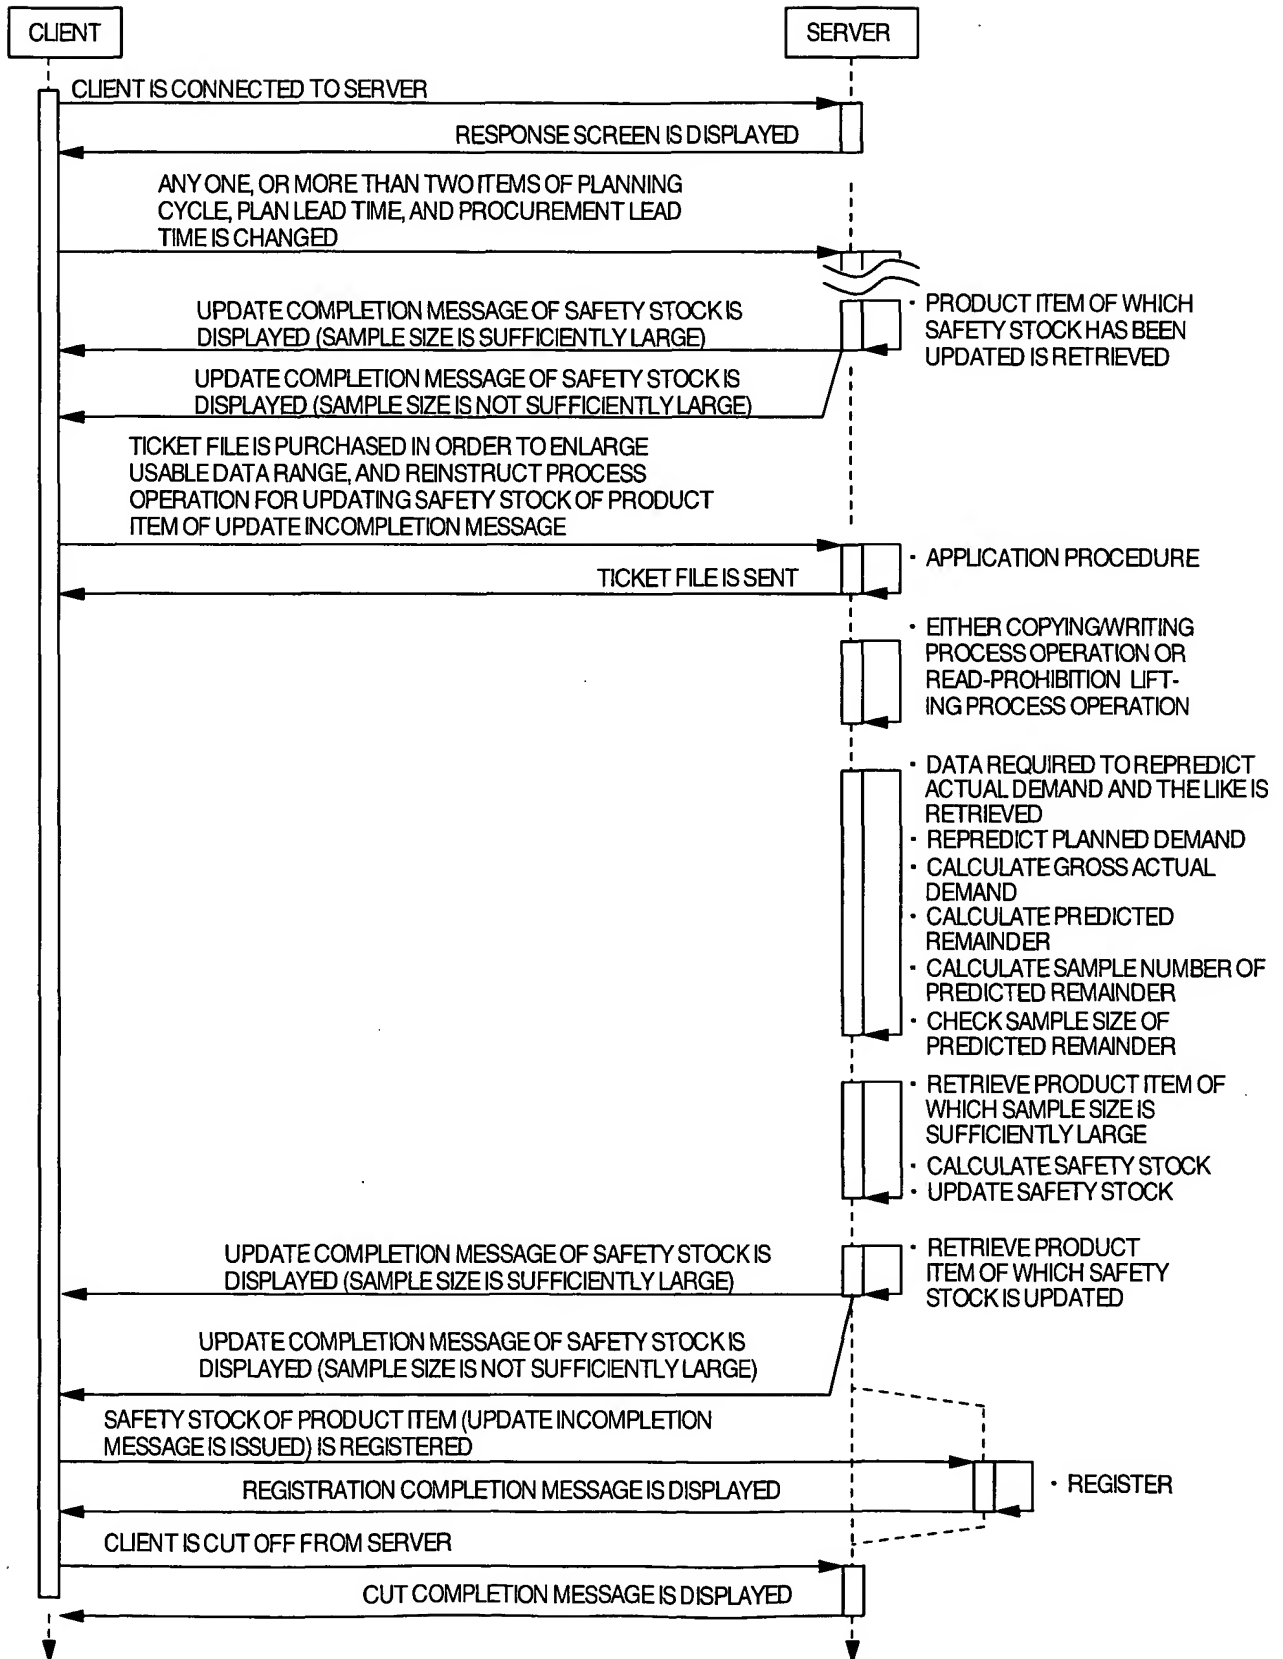 CLIENT
SERVER
CLIENT IS CONNECTED TO SERVER
RESPONSE SCREEN IS DISPLAYED
ANY ONE, OR MORE THAN TWO ITEMS OF PLANNING
CYCLE, PLAN LEAD TIME, AND PROCUREMENT LEAD
TIME IS CHANGED
UPDATE COMPLETION MESSAGE OF SAFETY STOCK IS
DISPLAYED (SAMPLE SIZE IS SUFFICIENTLY LARGE)
· PRODUCT ITEM OF WHICH
SAFETY STOCK HAS BEEN
UPDATED IS RETRIEVED
UPDATE COMPLETION MESSAGE OF SAFETY STOCK IS
DISPLAYED (SAMPLE SIZE IS NOT SUFFICIENTLY LARGE)
TICKET FILE IS PURCHASED IN ORDER TO ENLARGE
USABLE DATA RANGE, AND REINSTRUCT PROCESS
OPERATION FOR UPDATING SAFETY STOCK OF PRODUCT
ITEM OF UPDATE INCOMPLETION MESSAGE
· APPLICATION PROCEDURE
TICKET FILE IS SENT
· EITHER COPYING/WRITING
PROCESS OPERATION OR
READ-PROHIBITION LIFT-
ING PROCESS OPERATION
· DATA REQUIRED TO REPREDICT
ACTUAL DEMAND AND THE LIKE IS
RETRIEVED
· REPREDICT PLANNED DEMAND
· CALCULATE GROSS ACTUAL
DEMAND
· CALCULATE PREDICTED
REMAINDER
· CALCULATE SAMPLE NUMBER OF
PREDICTED REMAINDER
· CHECK SAMPLE SIZE OF
PREDICTED REMAINDER
· RETRIEVE PRODUCT ITEM OF
WHICH SAMPLE SIZE IS
SUFFICIENTLY LARGE
· CALCULATE SAFETY STOCK
· UPDATE SAFETY STOCK
UPDATE COMPLETION MESSAGE OF SAFETY STOCK IS
DISPLAYED (SAMPLE SIZE IS SUFFICIENTLY LARGE)
· RETRIEVE PRODUCT
ITEM OF WHICH SAFETY
STOCK IS UPDATED
UPDATE COMPLETION MESSAGE OF SAFETY STOCK IS
DISPLAYED (SAMPLE SIZE IS NOT SUFFICIENTLY LARGE)
SAFETY STOCK OF PRODUCT ITEM (UPDATE INCOMPLETION
MESSAGE IS ISSUED) IS REGISTERED
REGISTRATION COMPLETION MESSAGE IS DISPLAYED
· REGISTER
CLIENT IS CUT OFF FROM SERVER
CUT COMPLETION MESSAGE IS DISPLAYED